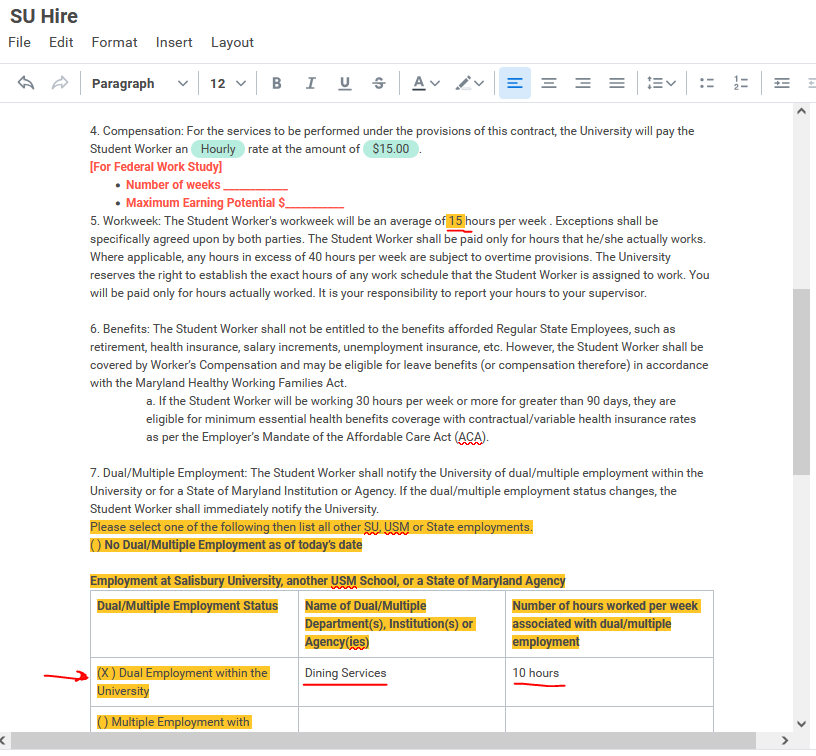 SU Hire
File Edit Format Insert Layout
Paragraph 12 B I U S A
4. Compensation: For the services to be performed under the provisions of this contract, the University will pay the
Student Worker an Hourly rate at the amount of $15.00 .
[For Federal Work Study]
• Number of weeks ___________
• Maximum Earning Potential $__________
5. Workweek: The Student Worker's workweek will be an average of 15 hours per week . Exceptions shall be
specifically agreed upon by both parties. The Student Worker shall be paid only for hours that he/she actually works.
Where applicable, any hours in excess of 40 hours per week are subject to overtime provisions. The University
reserves the right to establish the exact hours of any work schedule that the Student Worker is assigned to work. You
will be paid only for hours actually worked. It is your responsibility to report your hours to your supervisor.
6. Benefits: The Student Worker shall not be entitled to the benefits afforded Regular State Employees, such as
retirement, health insurance, salary increments, unemployment insurance, etc. However, the Student Worker shall be
covered by Worker's Compensation and may be eligible for leave benefits (or compensation therefore) in accordance
with the Maryland Healthy Working Families Act.
a. If the Student Worker will be working 30 hours per week or more for greater than 90 days, they are
eligible for minimum essential health benefits coverage with contractual/variable health insurance rates
as per the Employer's Mandate of the Affordable Care Act (ACA).
7. Dual/Multiple Employment: The Student Worker shall notify the University of dual/multiple employment within the
University or for a State of Maryland Institution or Agency. If the dual/multiple employment status changes, the
Student Worker shall immediately notify the University.
Please select one of the following then list all other SU, USM or State employments.
( ) No Dual/Multiple Employment as of today's date
Employment at Salisbury University, another USM School, or a State of Maryland Agency
Dual/Multiple Employment Status
Name of Dual/Multiple
Department(s), Institution(s) or
Agency(ies)
Number of hours worked per week
associated with dual/multiple
employment
(X ) Dual Employment within the
University
Dining Services
10 hours
( ) Multiple Employment with